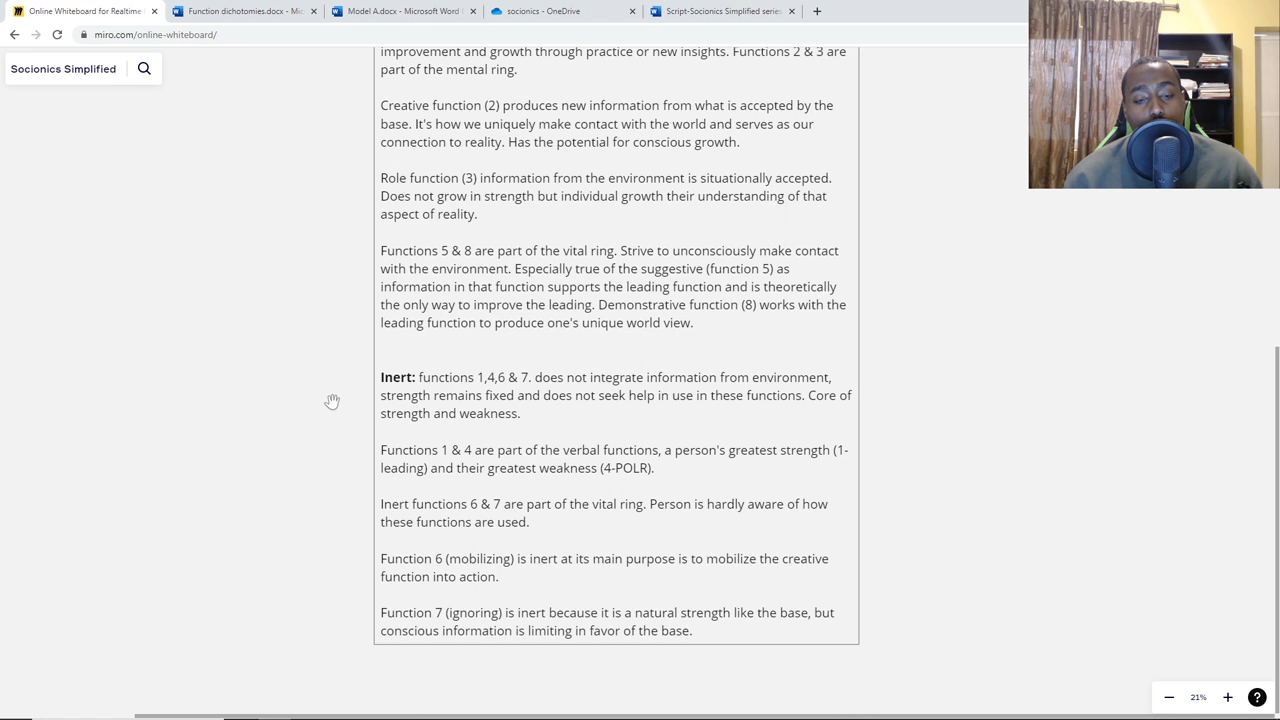 Online Whiteboard for Realtime
Function dichotomies.docx - Mic
Model A.docx - Microsoft Word
socionics - OneDrive
Script-Socionics Simplified series
miro.com/online-whiteboard/
Socionics Simplified
improvement and growth through practice or new insights. Functions 2 & 3 are
part of the mental ring.
Creative function (2) produces new information from what is accepted by the
base. It's how we uniquely make contact with the world and serves as our
connection to reality. Has the potential for conscious growth.
Role function (3) information from the environment is situationally accepted.
Does not grow in strength but individual growth their understanding of that
aspect of reality.
Functions 5 & 8 are part of the vital ring. Strive to unconsciously make contact
with the environment. Especially true of the suggestive (function 5) as
information in that function supports the leading function and is theoretically
the only way to improve the leading. Demonstrative function (8) works with the
leading function to produce one's unique world view.
Inert: functions 1,4,6 & 7. does not integrate information from environment,
strength remains fixed and does not seek help in use in these functions. Core of
strength and weakness.
Functions 1 & 4 are part of the verbal functions, a person's greatest strength (1-
leading) and their greatest weakness (4-POLR).
Inert functions 6 & 7 are part of the vital ring. Person is hardly aware of how
these functions are used.
Function 6 (mobilizing) is inert at its main purpose is to mobilize the creative
function into action.
Function 7 (ignoring) is inert because it is a natural strength like the base, but
conscious information is limiting in favor of the base.
21%